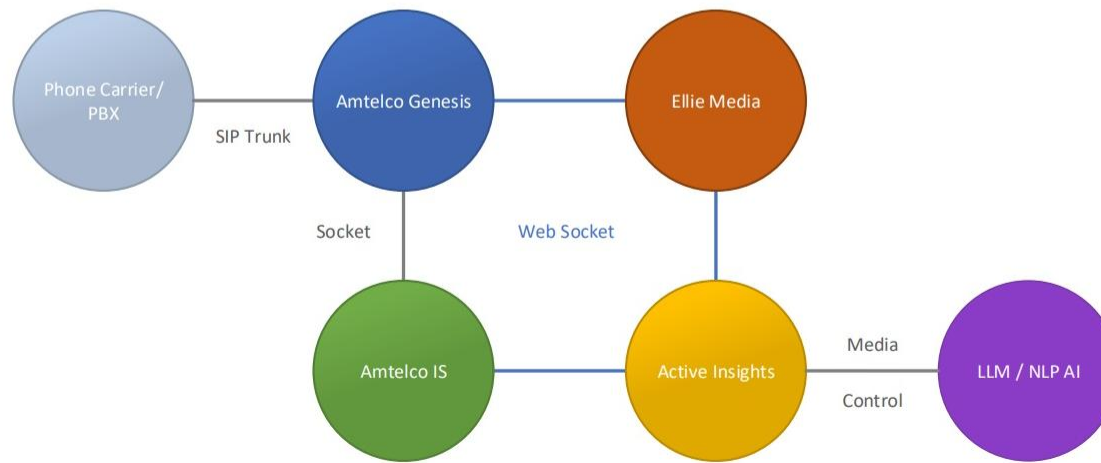 Phone Carrier/
PBX
Amtelco Genesis
Ellie Media
SIP Trunk
Socket
Web Socket
Amtelco IS
Active Insights
Media
Control
LLM / NLP AI